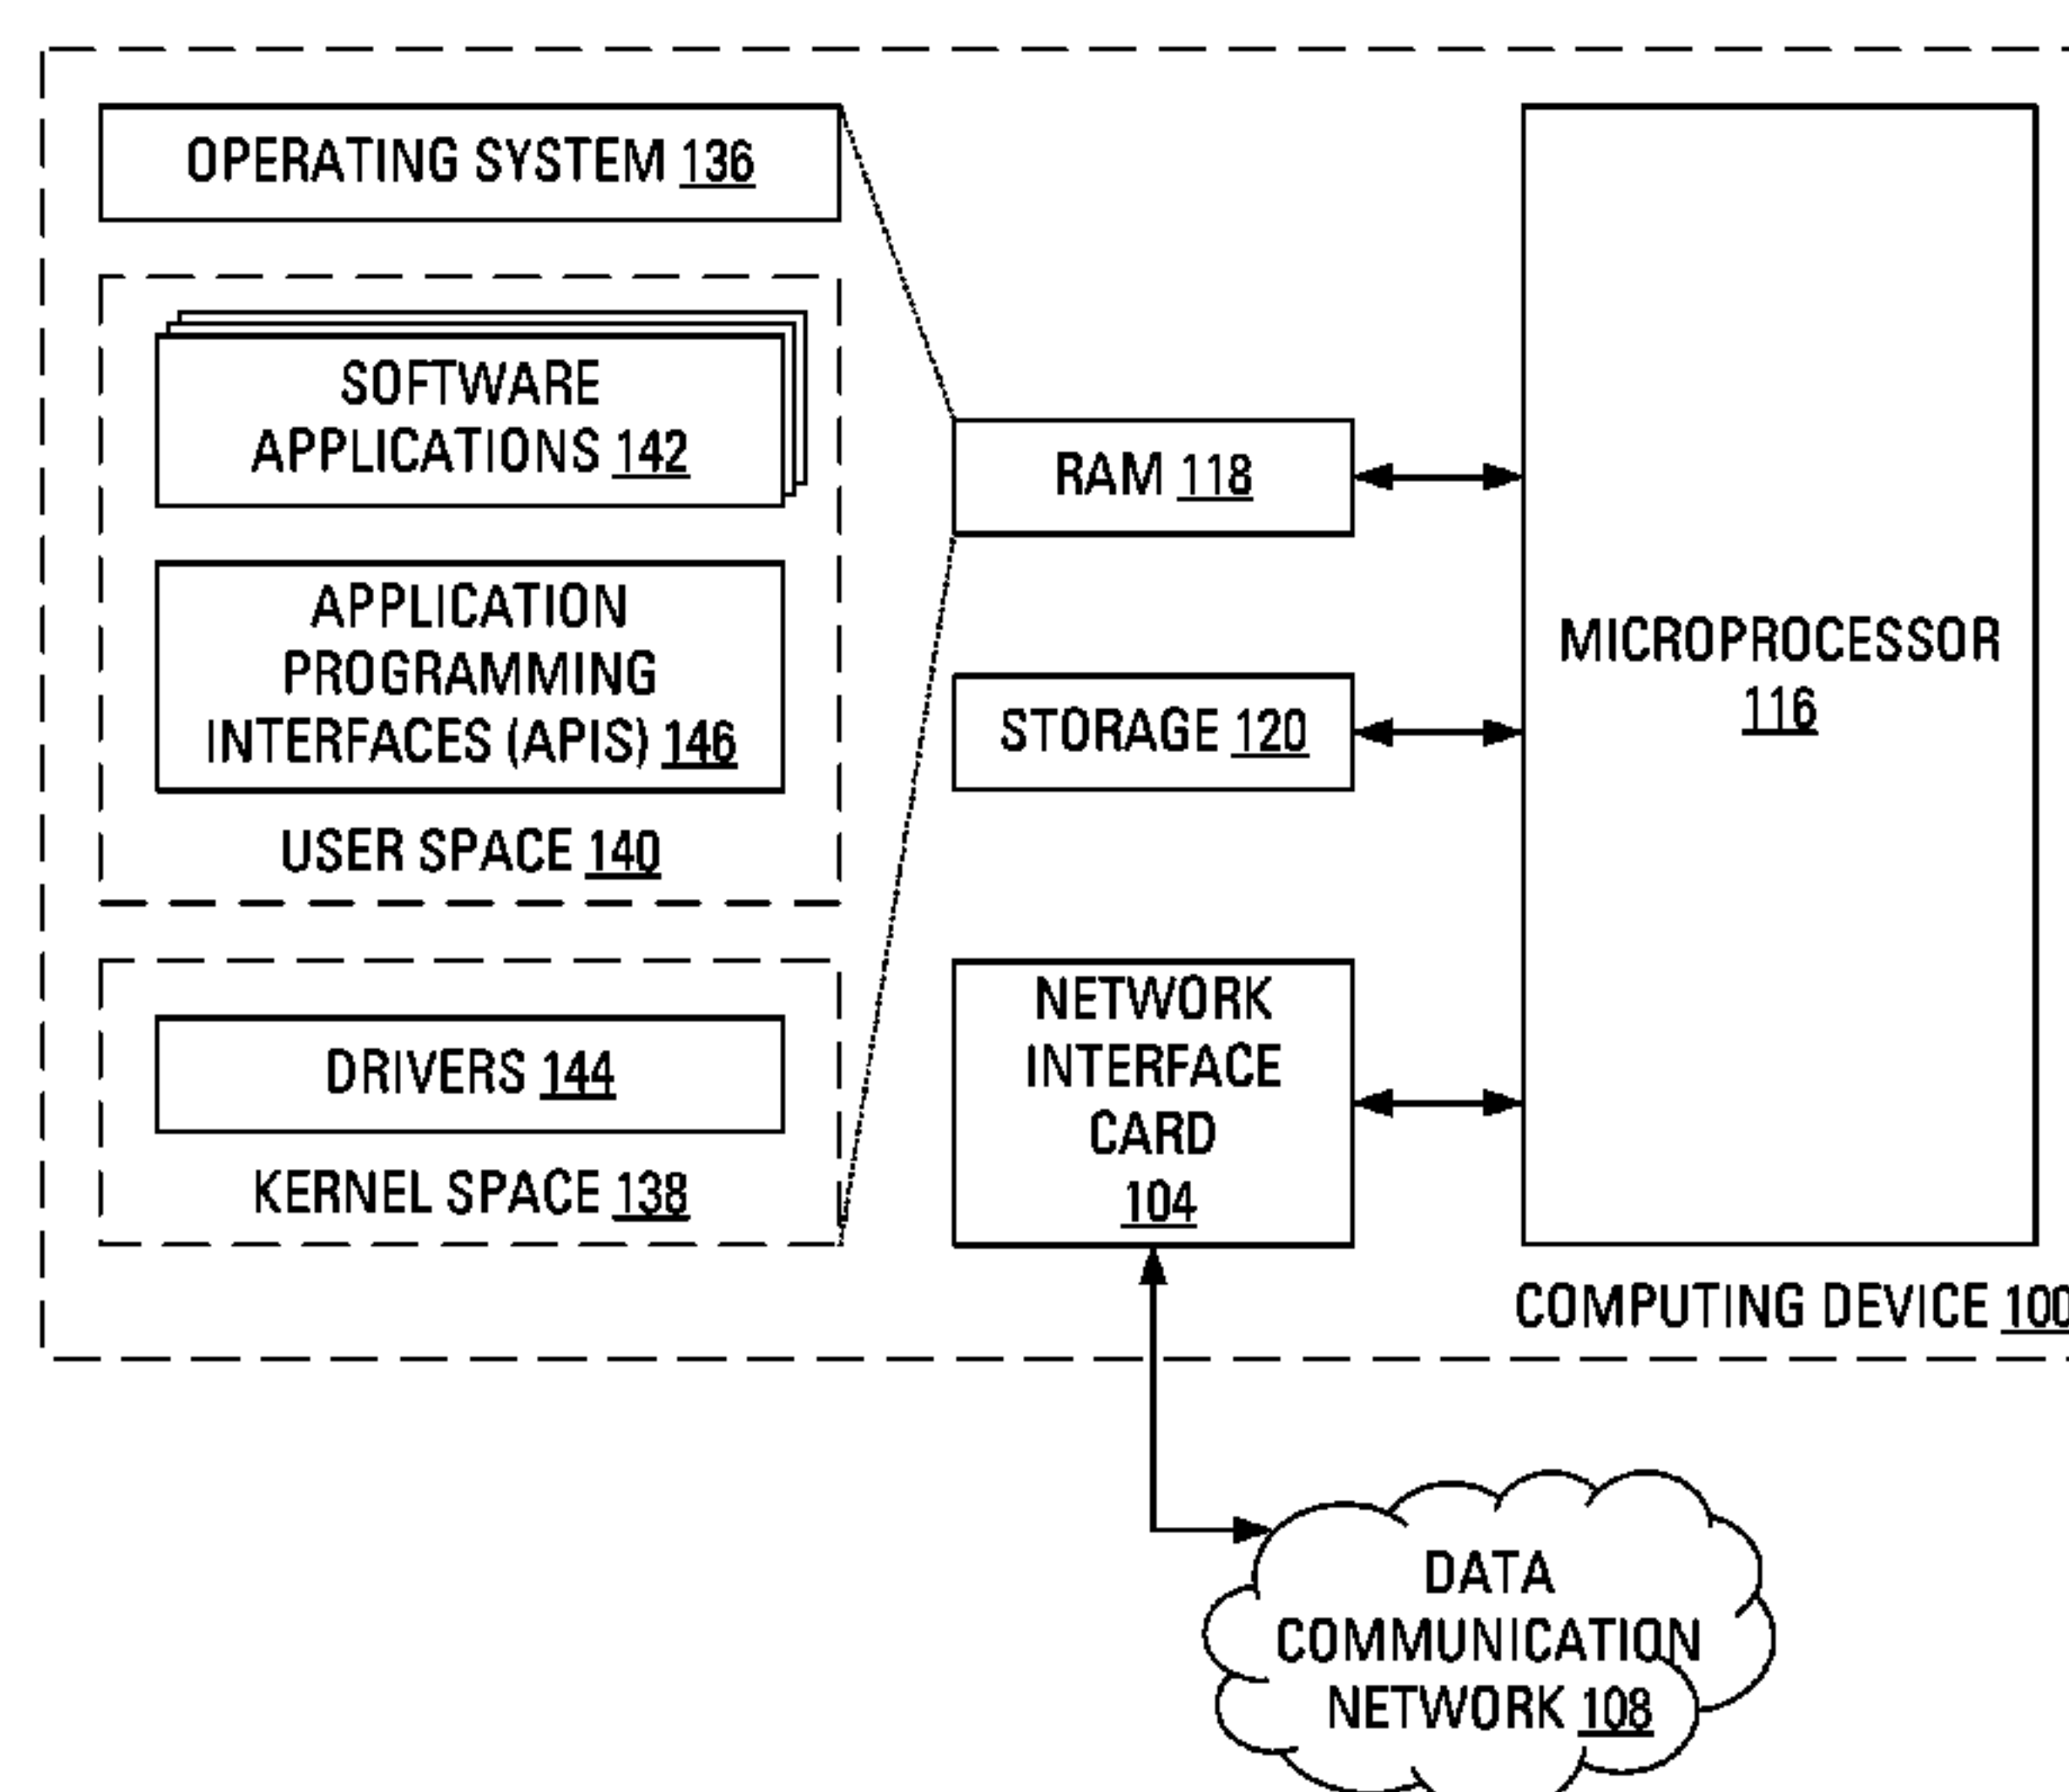 OPERATING SYSTEM 136
SOFTWARE
APPLICATIONS 142
APPLICATION
PROGRAMMING
INTERFACES (APIS) 146
USER SPACE 140
DRIVERS 144
KERNEL SPACE 138
RAM 118
STORAGE 120
NETWORK
INTERFACE
CARD
104
MICROPROCESSOR
116
COMPUTING DEVICE 100
DATA
COMMUNICATION
NETWORK 108